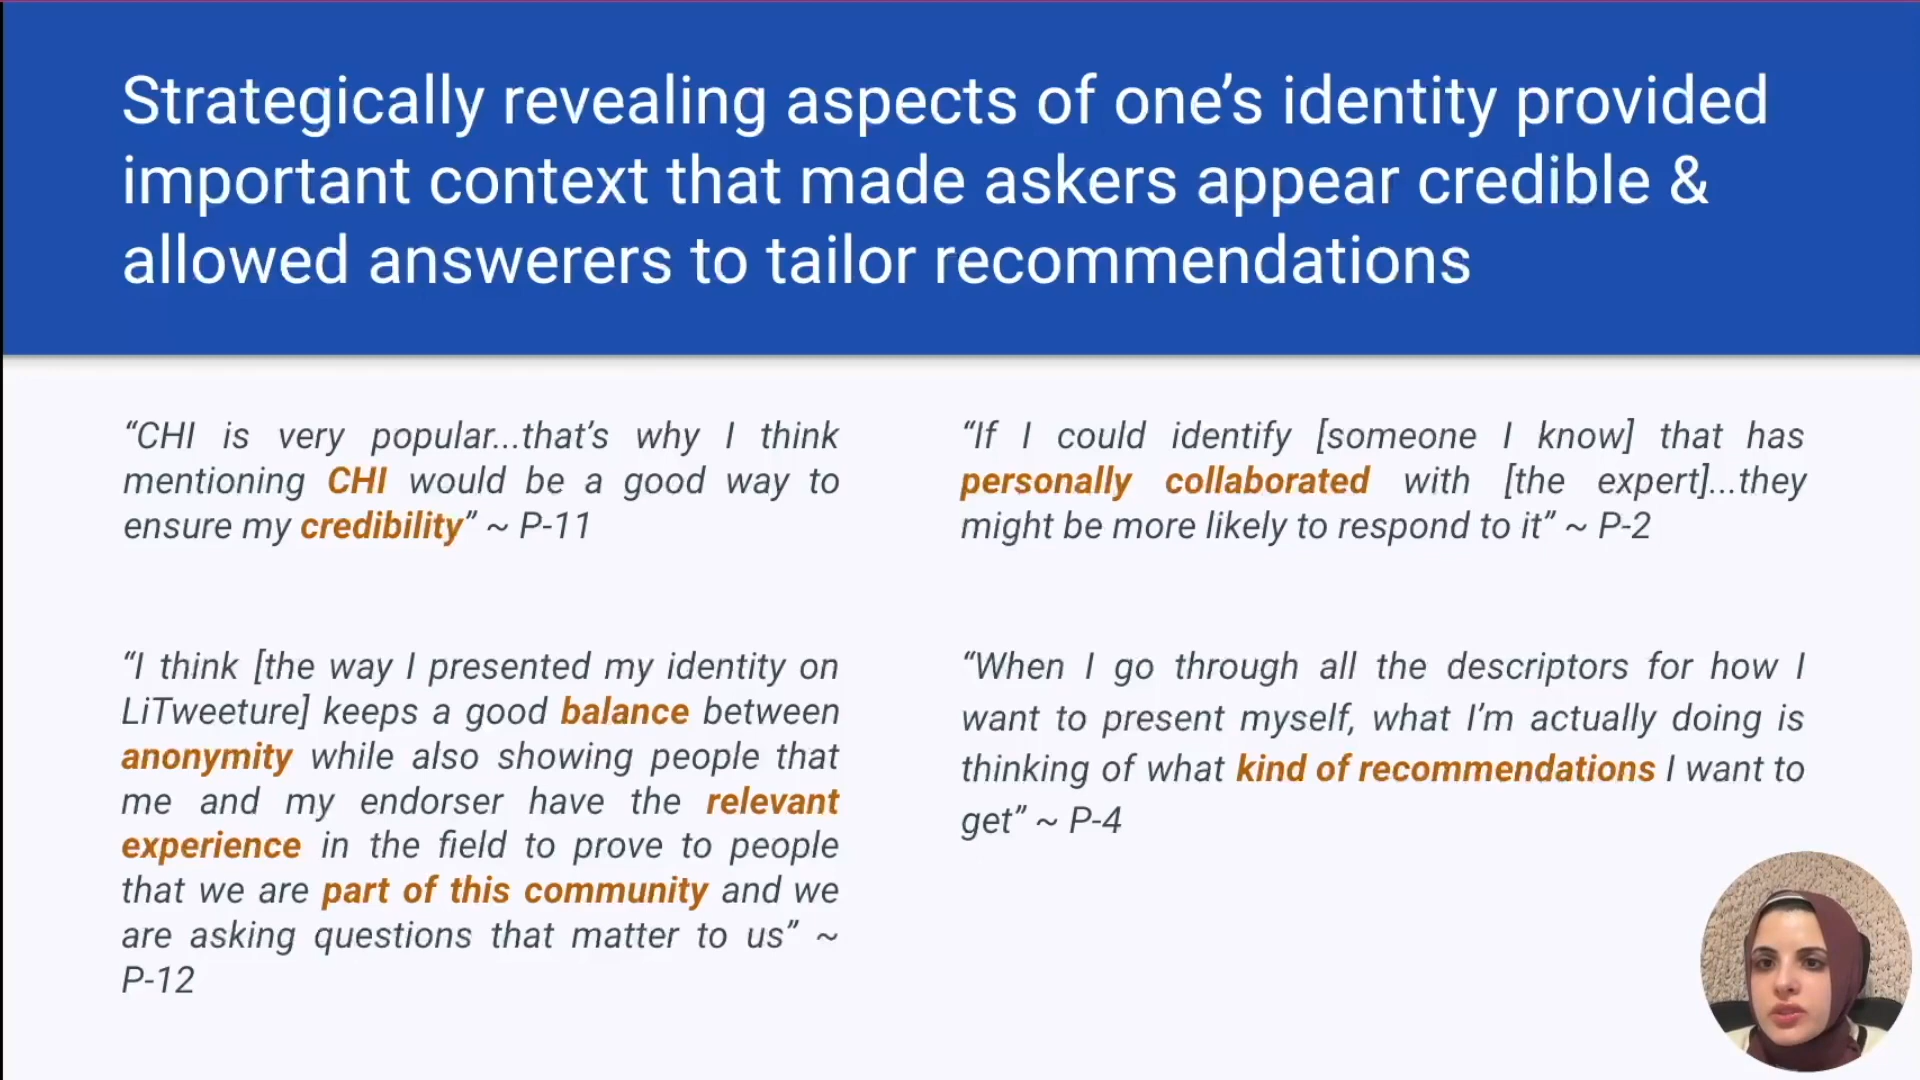 Strategically revealing aspects of one’s identity provided
important context that made askers appear credible &
allowed answerers to tailor recommendations
“CHI is very popular...that’s why I think
mentioning CHI would be a good way to
ensure my credibility” ~ P-11
“If I could identify [someone I know] that has
personally collaborated with [the expert]...they
might be more likely to respond to it” ~ P-2
“I think [the way I presented my identity on
LiTweeture] keeps a good balance between
anonymity while also showing people that
me and my endorser have the relevant
experience in the field to prove to people
that we are part of this community and we
are asking questions that matter to us” ~
P-12
“When I go through all the descriptors for how I
want to present myself, what I’m actually doing is
thinking of what kind of recommendations I want to
get” ~ P-4